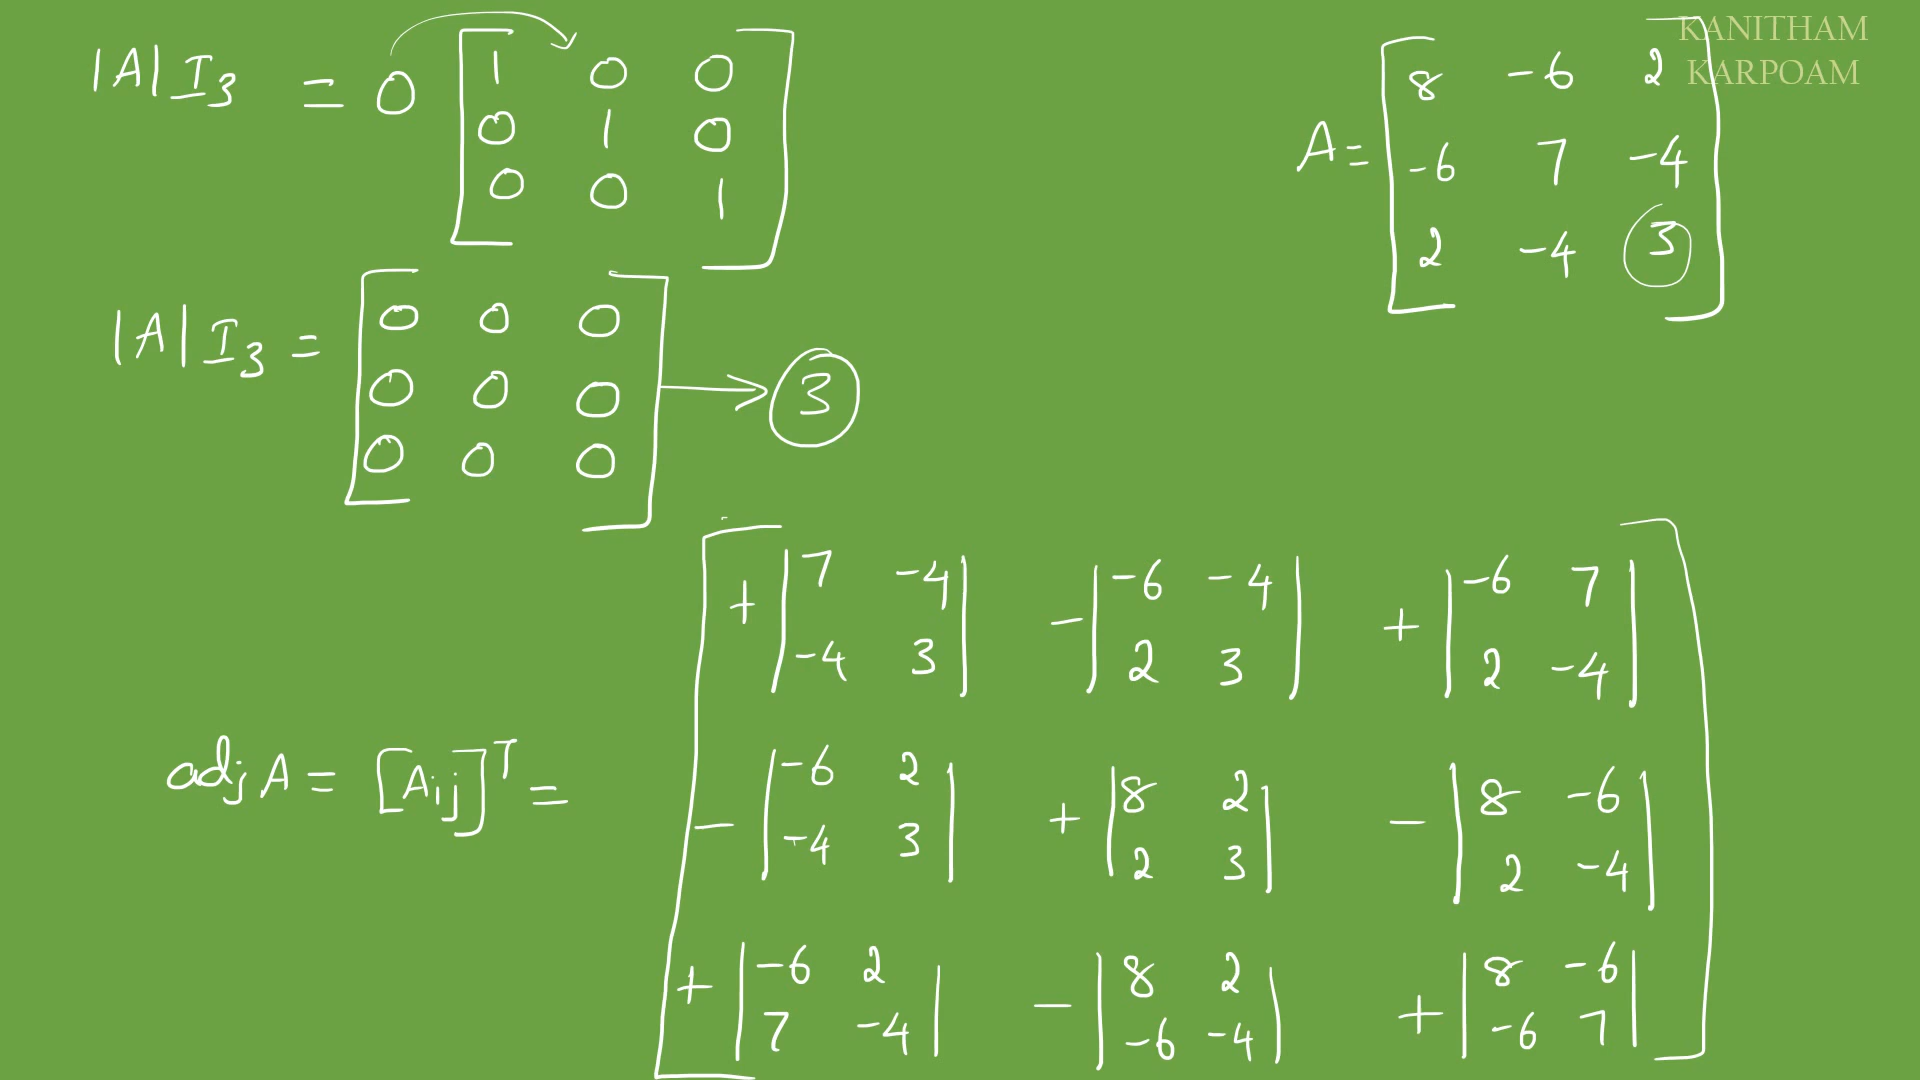 KANITHAM
KARPOAM
|A| I₃ = 0 [1 0 0
0 1 0
0 0 1]
A = [8 -6 2
-6 7 -4
2 -4 3]
|A| I₃ = [0 0 0
0 0 0
0 0 0] → 3
adj A = [Aij]ᵀ =
[+ |7 -4| - |-6 -4| + |-6 7|
|-4 3| |2 3| |2 -4|
- |-6 2| + |8 2| - |8 -6|
|-4 3| |2 3| |2 -4|
+ |-6 2| - |8 2| + |8 -6|
|7 -4| |-6 -4| |-6 7|]